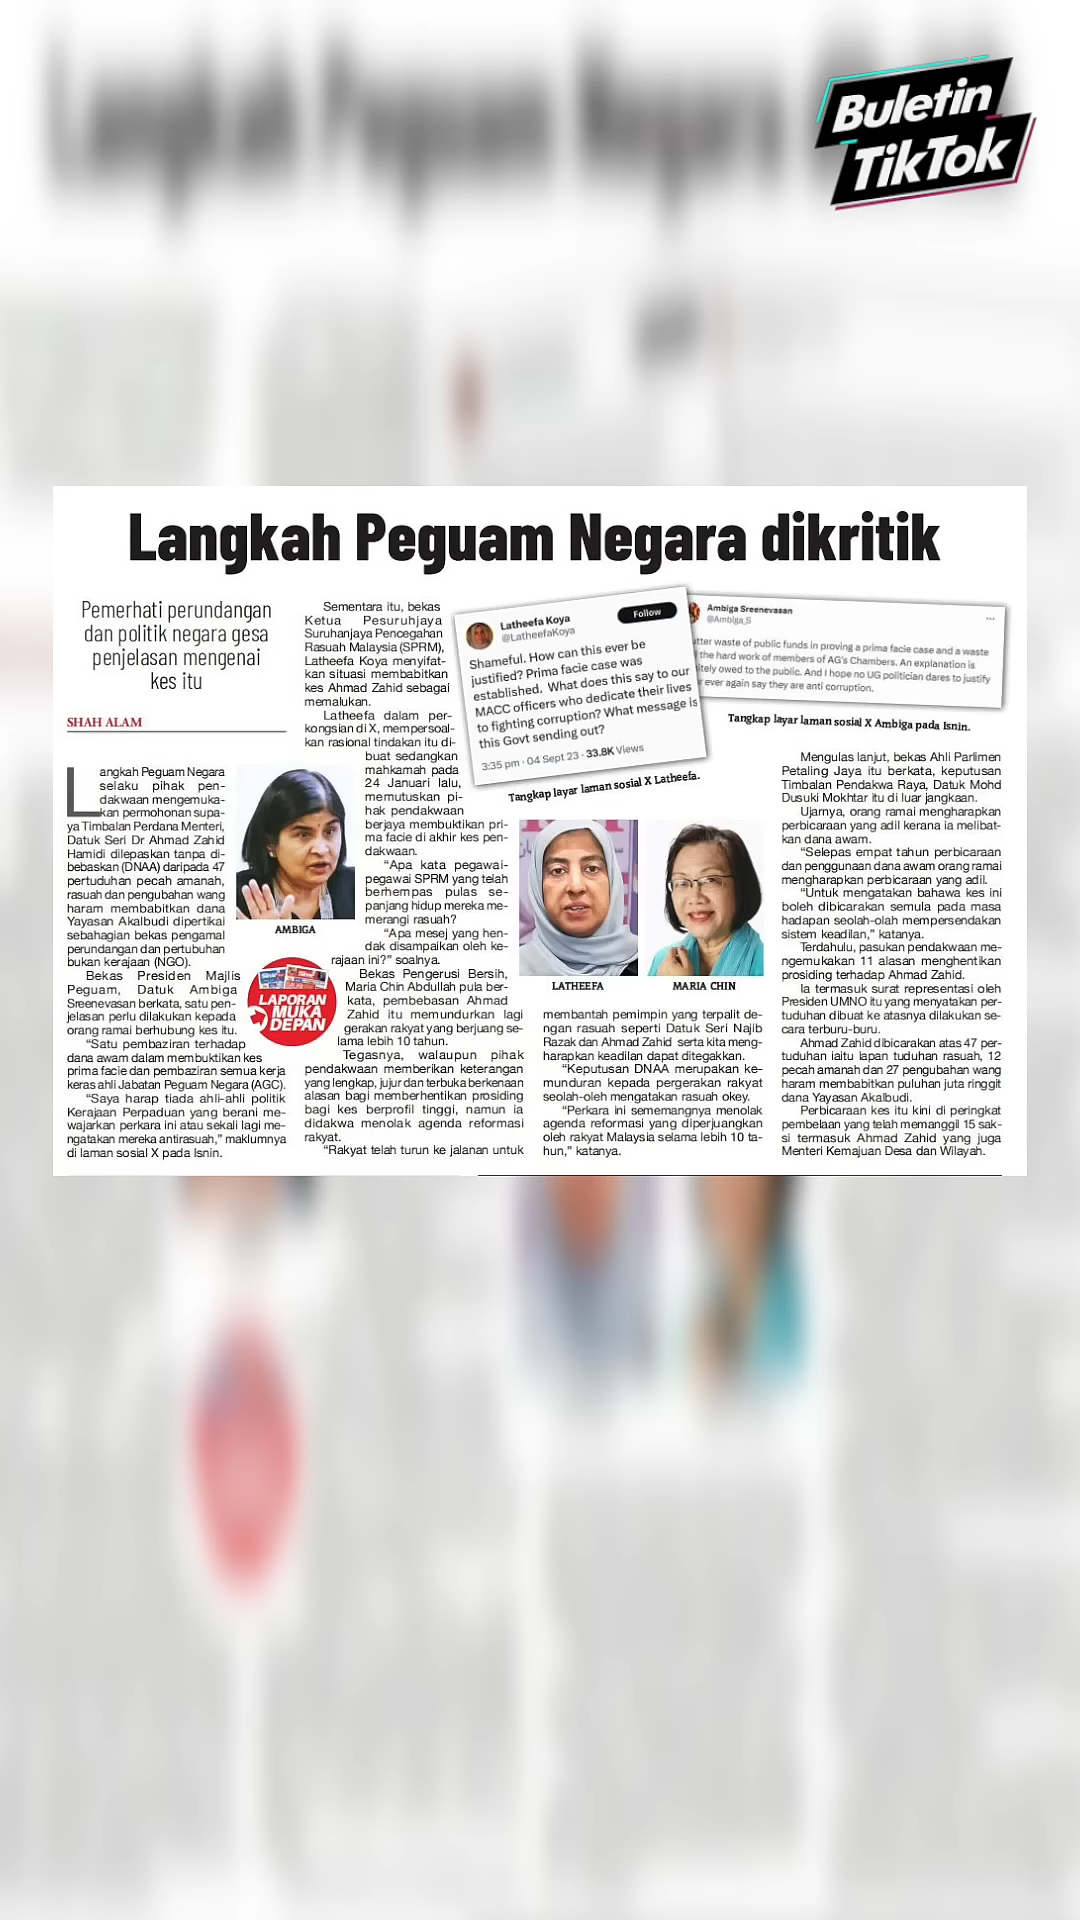 Buletin
TikTok
Langkah Peguam Negara dikritik
Pemerhati perundangan
dan politik negara gesa
penjelasan mengenai
kes itu
SHAH ALAM
Langkah Peguam Negara
selaku pihak pen-
dakwaan mengemuka-
kan permohonan supa-
ya Timbalan Perdana Menteri,
Datuk Seri Dr Ahmad Zahid
Hamidi dilepaskan tanpa di-
bebaskan (DNAA) daripada 47
pertuduhan pecah amanah,
rasuah dan pengubahan wang
haram membabitkan dana
Yayasan Akalbudi dipertikai
sebahagian bekas pengamal
perundangan dan pertubuhan
bukan kerajaan (NGO).
Bekas Presiden Majlis
Peguam, Datuk Ambiga
Sreenevasan berkata, satu pen-
jelasan perlu dilakukan kepada
orang ramai berhubung kes itu.
“Satu pembaziran terhadap
dana awam dalam membuktikan kes
prima facie dan pembaziran semua kerja
keras ahli Jabatan Peguam Negara (AGC).
“Saya harap tiada ahli-ahli politik
Kerajaan Perpaduan yang berani me-
wajarkan perkara ini atau sekali lagi me-
ngatakan mereka antirasuah,” maklumnya
di laman sosial X pada Isnin.
AMBIGA
LAPORAN
MUKA
DEPAN
Sementara itu, bekas
Ketua Pesuruhjaya
Suruhanjaya Pencegahan
Rasuah Malaysia (SPRM),
Latheefa Koya menyifat-
kan situasi membabitkan
kes Ahmad Zahid sebagai
memalukan.
Latheefa dalam per-
kongsian di X, mempersoal-
kan rasional tindakan itu di-
buat sedangkan
mahkamah pada
24 Januari lalu,
memutuskan pi-
hak pendakwaan
berjaya membuktikan pri-
ma facie di akhir kes pen-
dakwaan.
“Apa kata pegawai-
pegawai SPRM yang telah
berhempas pulas se-
panjang hidup mereka me-
merangi rasuah?
“Apa mesej yang hen-
dak disampaikan oleh ke-
rajaan ini?” soalnya.
Bekas Pengerusi Bersih,
Maria Chin Abdullah pula ber-
kata, pembebasan Ahmad
Zahid itu memundurkan lagi
gerakan rakyat yang berjuang se-
lama lebih 10 tahun.
Tegasnya, walaupun pihak
pendakwaan memberikan keterangan
yang lengkap, jujur dan terbuka berkenaan
alasan bagi memberhentikan prosiding
bagi kes berprofil tinggi, namun ia
didakwa menolak agenda reformasi
rakyat.
“Rakyat telah turun ke jalanan untuk
Latheefa Koya
@LatheefaKoya
Follow
Shameful. How can this ever be
justified? Prima facie case was
established. What does this say to our
MACC officers who dedicate their lives
to fighting corruption? What message is
this Govt sending out?
3:35 pm · 04 Sept 23 · 33.8K Views
Tangkap layar laman sosial X Latheefa.
Ambiga Sreenevasan
@Ambiga_S
tter waste of public funds in proving a prima facie case and a waste
the hard work of members of AG's Chambers. An explanation is
itely owed to the public. And I hope no UG politician dares to justify
ever again say they are anti corruption.
Tangkap layar laman sosial X Ambiga pada Isnin.
LATHEEFA
MARIA CHIN
membantah pemimpin yang terpalit de-
ngan rasuah seperti Datuk Seri Najib
Razak dan Ahmad Zahid serta kita meng-
harapkan keadilan dapat ditegakkan.
“Keputusan DNAA merupakan ke-
munduran kepada pergerakan rakyat
seolah-oleh mengatakan rasuah okey.
“Perkara ini sememangnya menolak
agenda reformasi yang diperjuangkan
oleh rakyat Malaysia selama lebih 10 ta-
hun,” katanya.
Mengulas lanjut, bekas Ahli Parlimen
Petaling Jaya itu berkata, keputusan
Timbalan Pendakwa Raya, Datuk Mohd
Dusuki Mokhtar itu di luar jangkaan.
Ujarnya, orang ramai mengharapkan
perbicaraan yang adil kerana ia melibat-
kan dana awam.
“Selepas empat tahun perbicaraan
dan penggunaan dana awam orang ramai
mengharapkan perbicaraan yang adil.
“Untuk mengatakan bahawa kes ini
boleh dibicarakan semula pada masa
hadapan seolah-olah mempersendakan
sistem keadilan,” katanya.
Terdahulu, pasukan pendakwaan me-
ngemukakan 11 alasan menghentikan
prosiding terhadap Ahmad Zahid.
Ia termasuk surat representasi oleh
Presiden UMNO itu yang menyatakan per-
tuduhan dibuat ke atasnya dilakukan se-
cara terburu-buru.
Ahmad Zahid dibicarakan atas 47 per-
tuduhan iaitu lapan tuduhan rasuah, 12
pecah amanah dan 27 pengubahan wang
haram membabitkan puluhan juta ringgit
dana Yayasan Akalbudi.
Perbicaraan kes itu kini di peringkat
pembelaan yang telah memanggil 15 sak-
si termasuk Ahmad Zahid yang juga
Menteri Kemajuan Desa dan Wilayah.